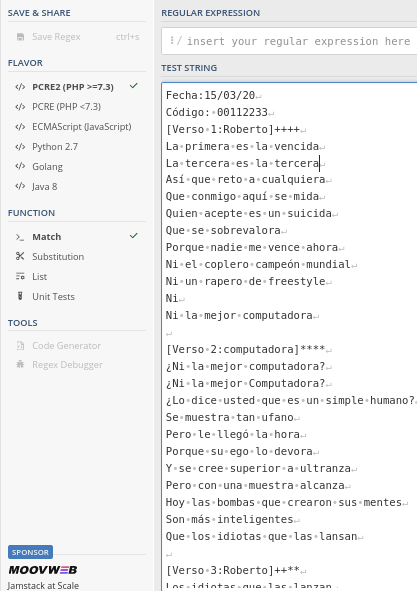 SAVE & SHARE
Save Regex ctrl+s
FLAVOR
PCRE2 (PHP >=7.3)
PCRE (PHP <7.3)
ECMAScript (JavaScript)
Python 2.7
Golang
Java 8
FUNCTION
Match
Substitution
List
Unit Tests
TOOLS
Code Generator
Regex Debugger
SPONSOR
MOOVWEB
Jamstack at Scale
REGULAR EXPRESSION
/ insert your regular expression here
TEST STRING
Fecha:15/03/20
Código: 00112233
[Verso 1:Roberto]++++
La primera es la vencida
La tercera es la tercera
Así que reto a cualquiera
Que conmigo aquí se mida
Quien acepte es un suicida
Que se sobrevalora
Porque nadie me vence ahora
Ni el coplero campeón mundial
Ni un rapero de freestyle
Ni
Ni la mejor computadora
[Verso 2:computadora]****
¿Ni la mejor computadora?
¿Ni la mejor Computadora?
¿Lo dice usted que es un simple humano?
Se muestra tan ufano
Pero le llegó la hora
Porque su ego lo devora
Y se cree superior a ultranza
Pero con una muestra alcanza
Hoy las bombas que crearon sus mentes
Son más inteligentes
Que los idiotas que las lansan
[Verso 3:Roberto]++**
Los idiotas que las lanzan